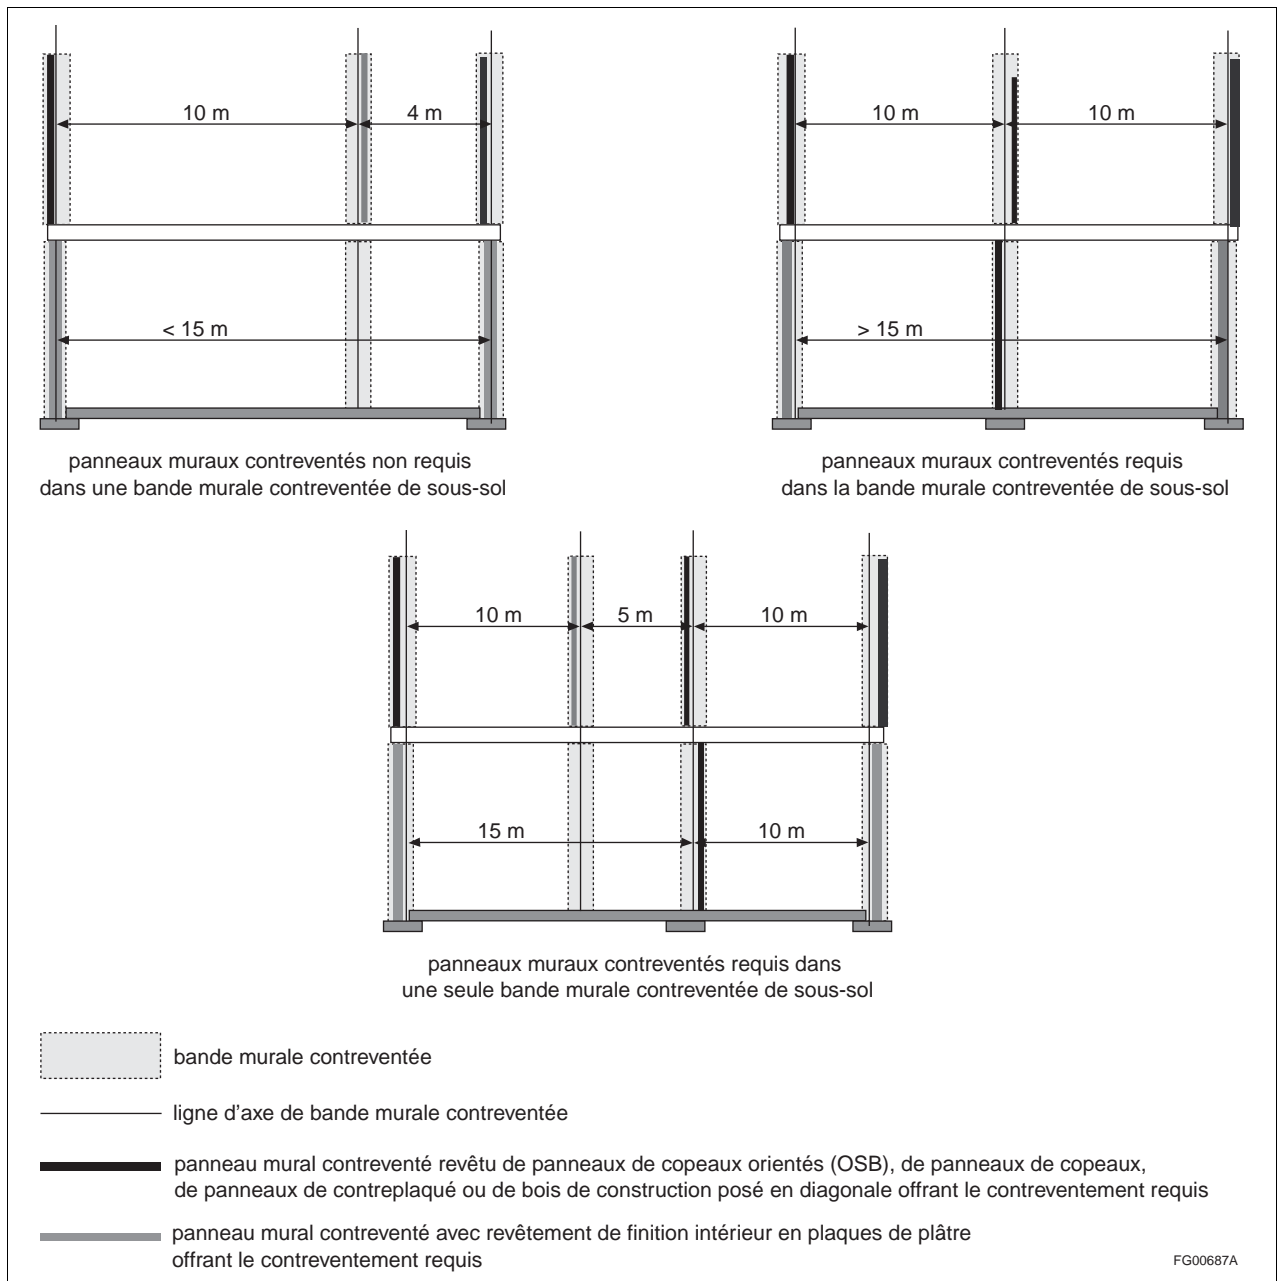 10 m
4 m
10 m
10 m
< 15 m
> 15 m
panneaux muraux contreventés non requis
dans une bande murale contreventée de sous-sol
panneaux muraux contreventés requis
dans la bande murale contreventée de sous-sol
10 m
5 m
10 m
15 m
10 m
panneaux muraux contreventés requis dans
une seule bande murale contreventée de sous-sol
bande murale contreventée
ligne d'axe de bande murale contreventée
panneau mural contreventé revêtu de panneaux de copeaux orientés (OSB), de panneaux de copeaux,
de panneaux de contreplaqué ou de bois de construction posé en diagonale offrant le contreventement requis
panneau mural contreventé avec revêtement de finition intérieur en plaques de plâtre
offrant le contreventement requis
FG00687A